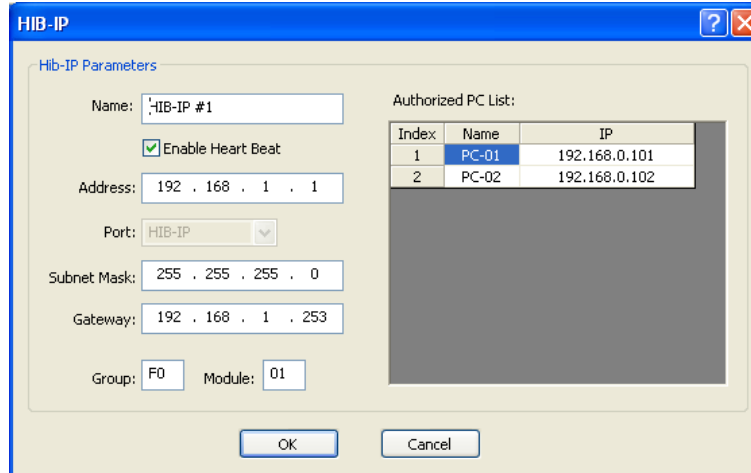 HIB-IP
Hib-IP Parameters
Name: HIB-IP #1
Enable Heart Beat
Address: 192 . 168 . 1 . 1
Port: HIB-IP
Subnet Mask: 255 . 255 . 255 . 0
Gateway: 192 . 168 . 1 . 253
Group: F0 Module: 01
Authorized PC List:
Index Name IP
1 PC-01 192.168.0.101
2 PC-02 192.168.0.102
OK Cancel